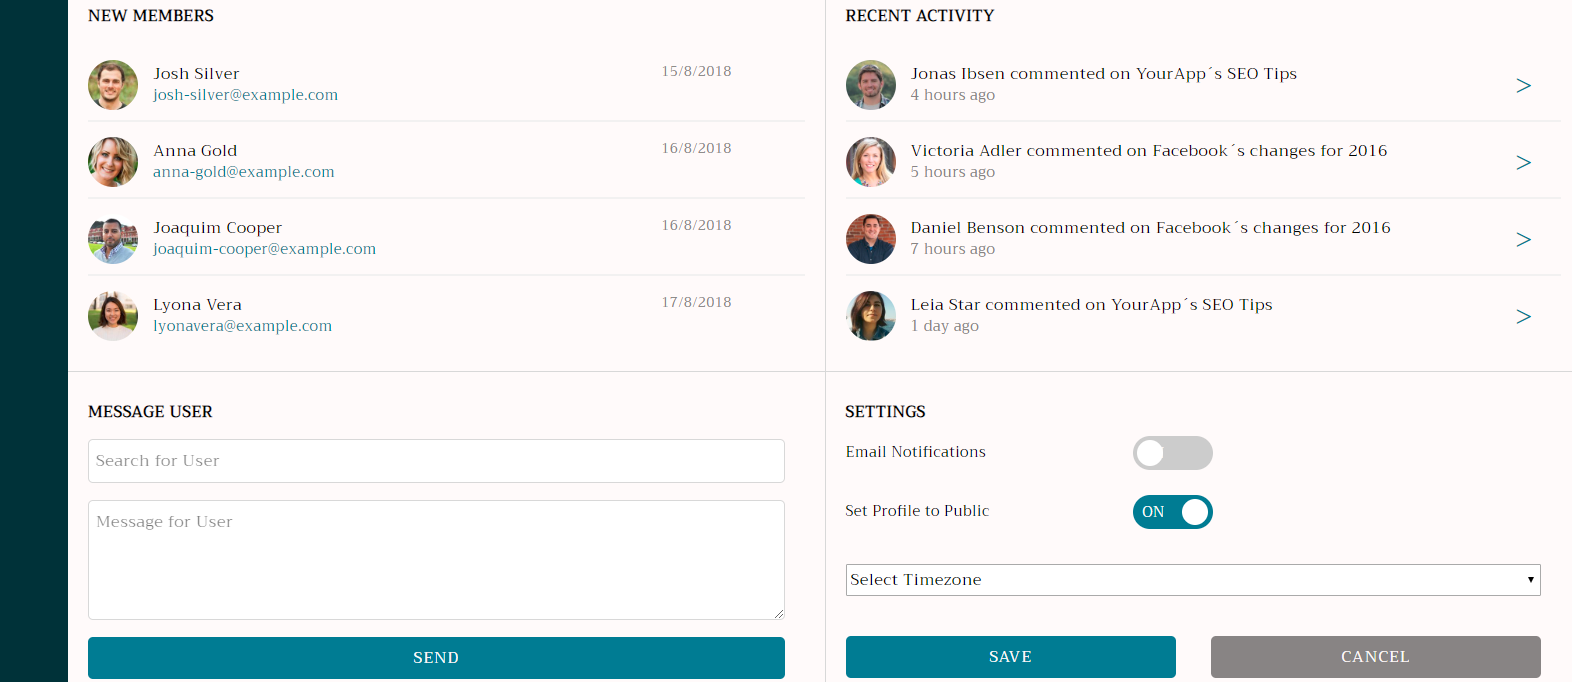 NEW MEMBERS
Josh Silver
15/8/2018
josh-silver@example.com
Anna Gold
16/8/2018
anna-gold@example.com
Joaquim Cooper
16/8/2018
joaquim-cooper@example.com
Lyona Vera
17/8/2018
lyonavera@example.com
RECENT ACTIVITY
Jonas Ibsen commented on YourApp´s SEO Tips
4 hours ago
>
Victoria Adler commented on Facebook´s changes for 2016
5 hours ago
>
Daniel Benson commented on Facebook´s changes for 2016
7 hours ago
>
Leia Star commented on YourApp´s SEO Tips
1 day ago
>
MESSAGE USER
Search for User
Message for User
SEND
SETTINGS
Email Notifications
Set Profile to Public
ON
Select Timezone
SAVE
CANCEL